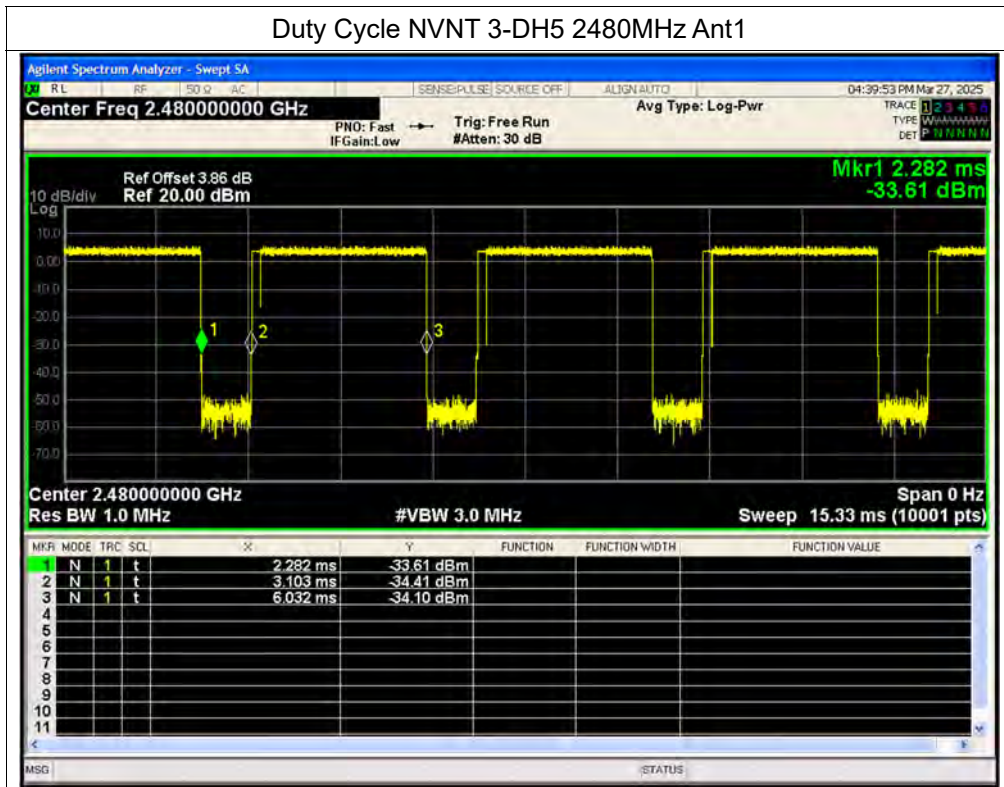 Duty Cycle NVNT 3-DH5 2480MHz Ant1
Agilent Spectrum Analyzer - Swept SA
RL RF 50 Ω AC SENSE:PULSE SOURCE OFF ALIGN AUTO 04:39:53 PM Mar 27, 2025
Center Freq 2.480000000 GHz Avg Type: Log-Pwr TRACE 1 2 3 4 5 6
PNO: Fast Trig: Free Run TYPE W
IFGain:Low #Atten: 30 dB DET P N N N N N
Mkr1 2.282 ms
-33.61 dBm
Ref Offset 3.86 dB
10 dB/div Ref 20.00 dBm
Log
10.0
0.00
-10.0
-20.0
1 2 3
-30.0
-40.0
-50.0
-60.0
-70.0
Center 2.480000000 GHz Span 0 Hz
Res BW 1.0 MHz #VBW 3.0 MHz Sweep 15.33 ms (10001 pts)
MKR MODE TRC SCL X Y FUNCTION FUNCTION WIDTH FUNCTION VALUE
1 N 1 t 2.282 ms -33.61 dBm
2 N 1 t 3.103 ms -34.41 dBm
3 N 1 t 6.032 ms -34.10 dBm
4
5
6
7
8
9
10
11
MSG STATUS